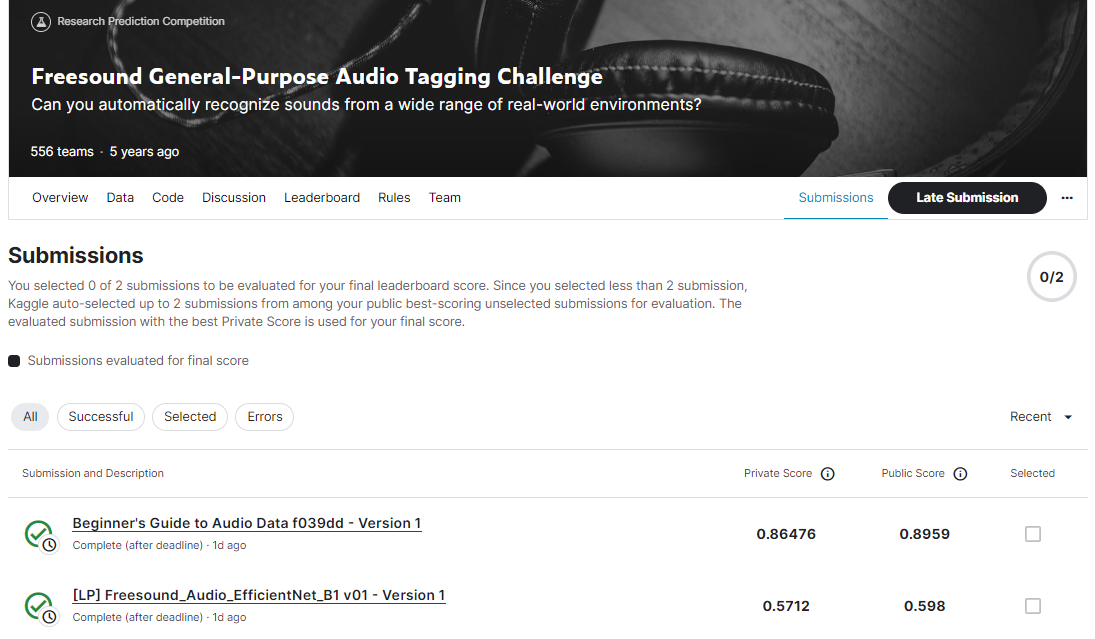 Research Prediction Competition
Freesound General-Purpose Audio Tagging Challenge
Can you automatically recognize sounds from a wide range of real-world environments?
556 teams · 5 years ago
Overview Data Code Discussion Leaderboard Rules Team Submissions Late Submission ...
Submissions
You selected 0 of 2 submissions to be evaluated for your final leaderboard score. Since you selected less than 2 submission,
Kaggle auto-selected up to 2 submissions from among your public best-scoring unselected submissions for evaluation. The
evaluated submission with the best Private Score is used for your final score.
0/2
Submissions evaluated for final score
All Successful Selected Errors Recent
Submission and Description Private Score Public Score Selected
Beginner's Guide to Audio Data f039dd - Version 1
Complete (after deadline) · 1d ago
0.86476 0.8959
[LP] Freesound_Audio_EfficientNet_B1 v01 - Version 1
Complete (after deadline) · 1d ago
0.5712 0.598